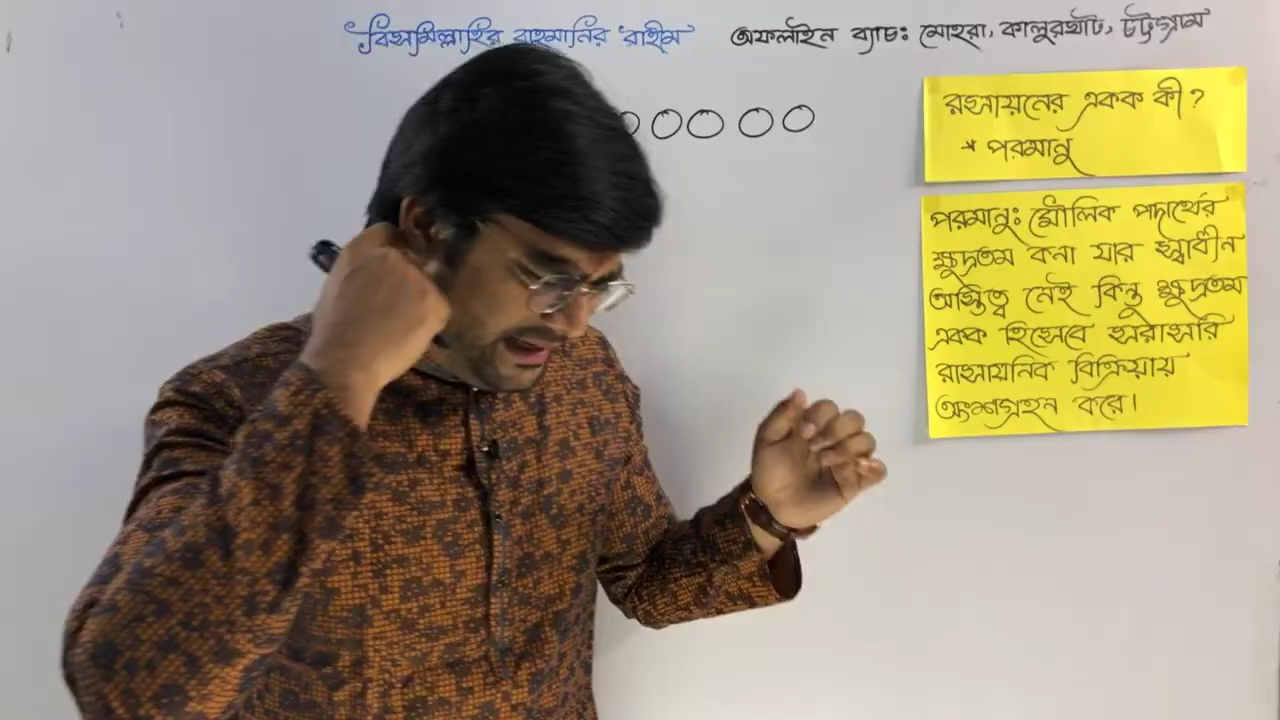 বিসমিল্লাহির রাহমানির রাহীম
অফলাইন ব্যাচঃ মোহরা, কালুরঘাট, চট্টগ্রাম
রসায়নের একক কী?
* পরমানু
পরমানুঃ মৌলিক পদার্থের
ক্ষুদ্রতম কনা যার স্বাধীন
অস্তিত্ব নেই কিন্তু ক্ষুদ্রতম
একক হিসেবে সরাসরি
রাসায়নিক বিক্রিয়ায়
অংশগ্রহন করে।